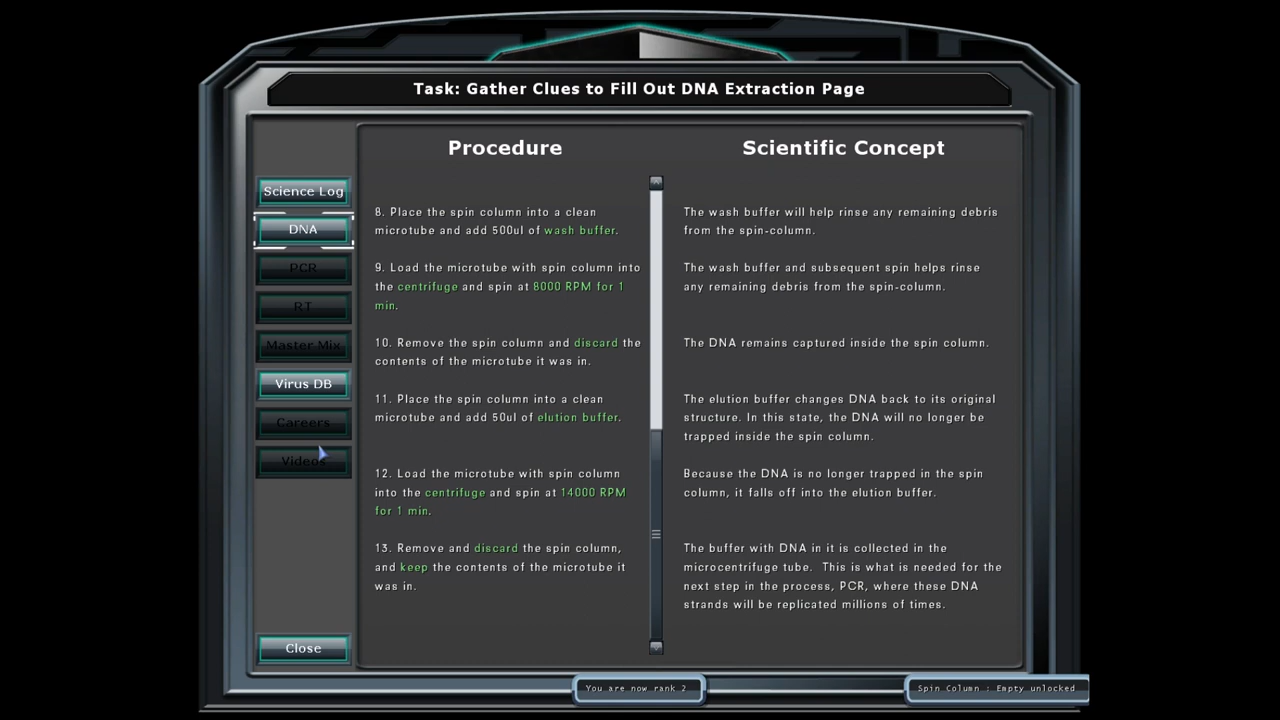 Task: Gather Clues to Fill Out DNA Extraction Page
Science Log
DNA
PCR
RT
Master Mix
Virus DB
Careers
Videos
Close
Procedure
8. Place the spin column into a clean
microtube and add 500ul of wash buffer.
9. Load the microtube with spin column into
the centrifuge and spin at 8000 RPM for 1
min.
10. Remove the spin column and discard the
contents of the microtube it was in.
11. Place the spin column into a clean
microtube and add 50ul of elution buffer.
12. Load the microtube with spin column
into the centrifuge and spin at 14000 RPM
for 1 min.
13. Remove and discard the spin column,
and keep the contents of the microtube it
was in.
Scientific Concept
The wash buffer will help rinse any remaining debris
from the spin-column.
The wash buffer and subsequent spin helps rinse
any remaining debris from the spin-column.
The DNA remains captured inside the spin column.
The elution buffer changes DNA back to its original
structure. In this state, the DNA will no longer be
trapped inside the spin column.
Because the DNA is no longer trapped in the spin
column, it falls off into the elution buffer.
The buffer with DNA in it is collected in the
microcentrifuge tube. This is what is needed for the
next step in the process, PCR, where these DNA
strands will be replicated millions of times.
You are now rank 2
Spin Column : Empty unlocked